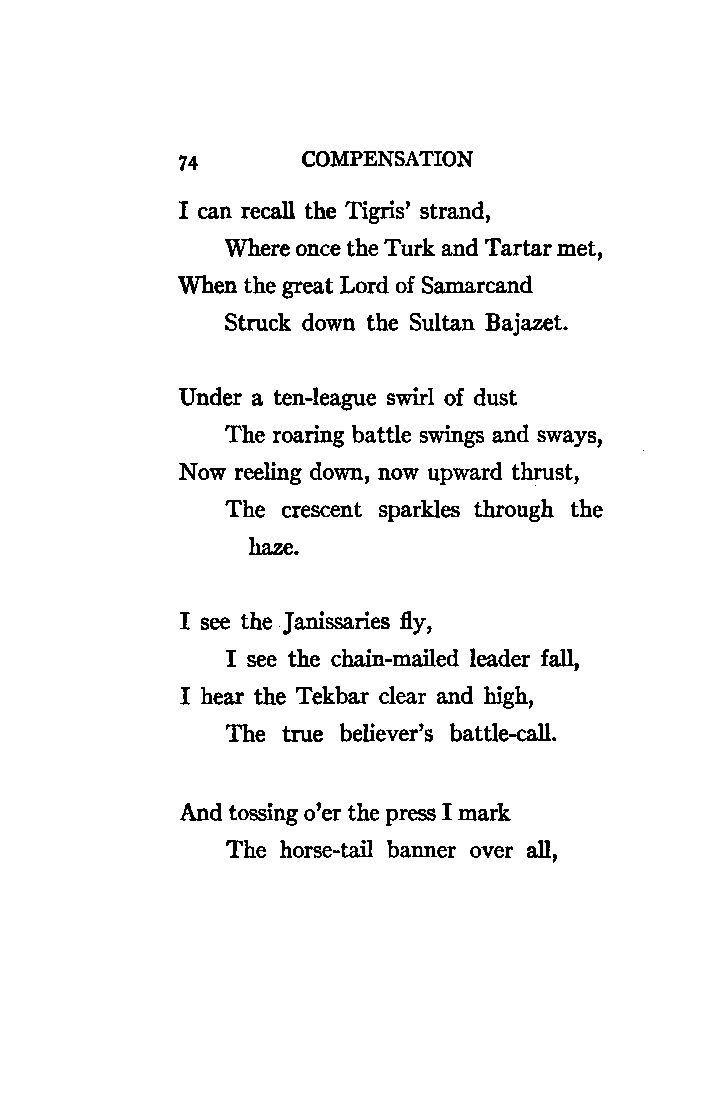 74 COMPENSATION
I can recall the Tigris' strand,
Where once the Turk and Tartar met,
When the great Lord of Samarcand
Struck down the Sultan Bajazet.
Under a ten-league swirl of dust
The roaring battle swings and sways,
Now reeling down, now upward thrust,
The crescent sparkles through the
haze.
I see the Janissaries fly,
I see the chain-mailed leader fall,
I hear the Tekbar clear and high,
The true believer's battle-call.
And tossing o'er the press I mark
The horse-tail banner over all,